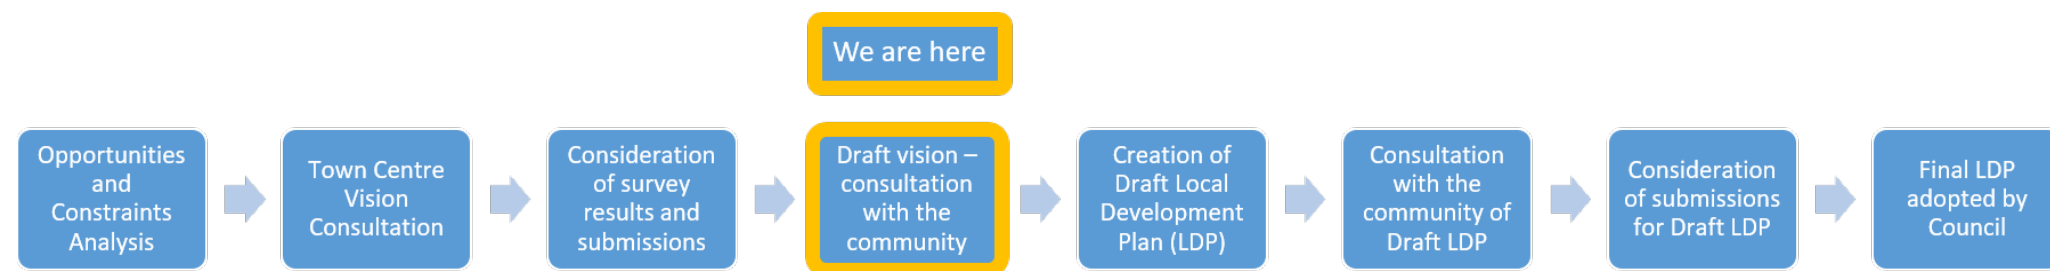 We are here
Opportunities
and
Constraints
Analysis
Town Centre
Vision
Consultation
Consideration
of survey
results and
submissions
Draft vision –
consultation
with the
community
Creation of
Draft Local
Development
Plan (LDP)
Consultation
with the
community of
Draft LDP
Consideration
of submissions
for Draft LDP
Final LDP
adopted by
Council